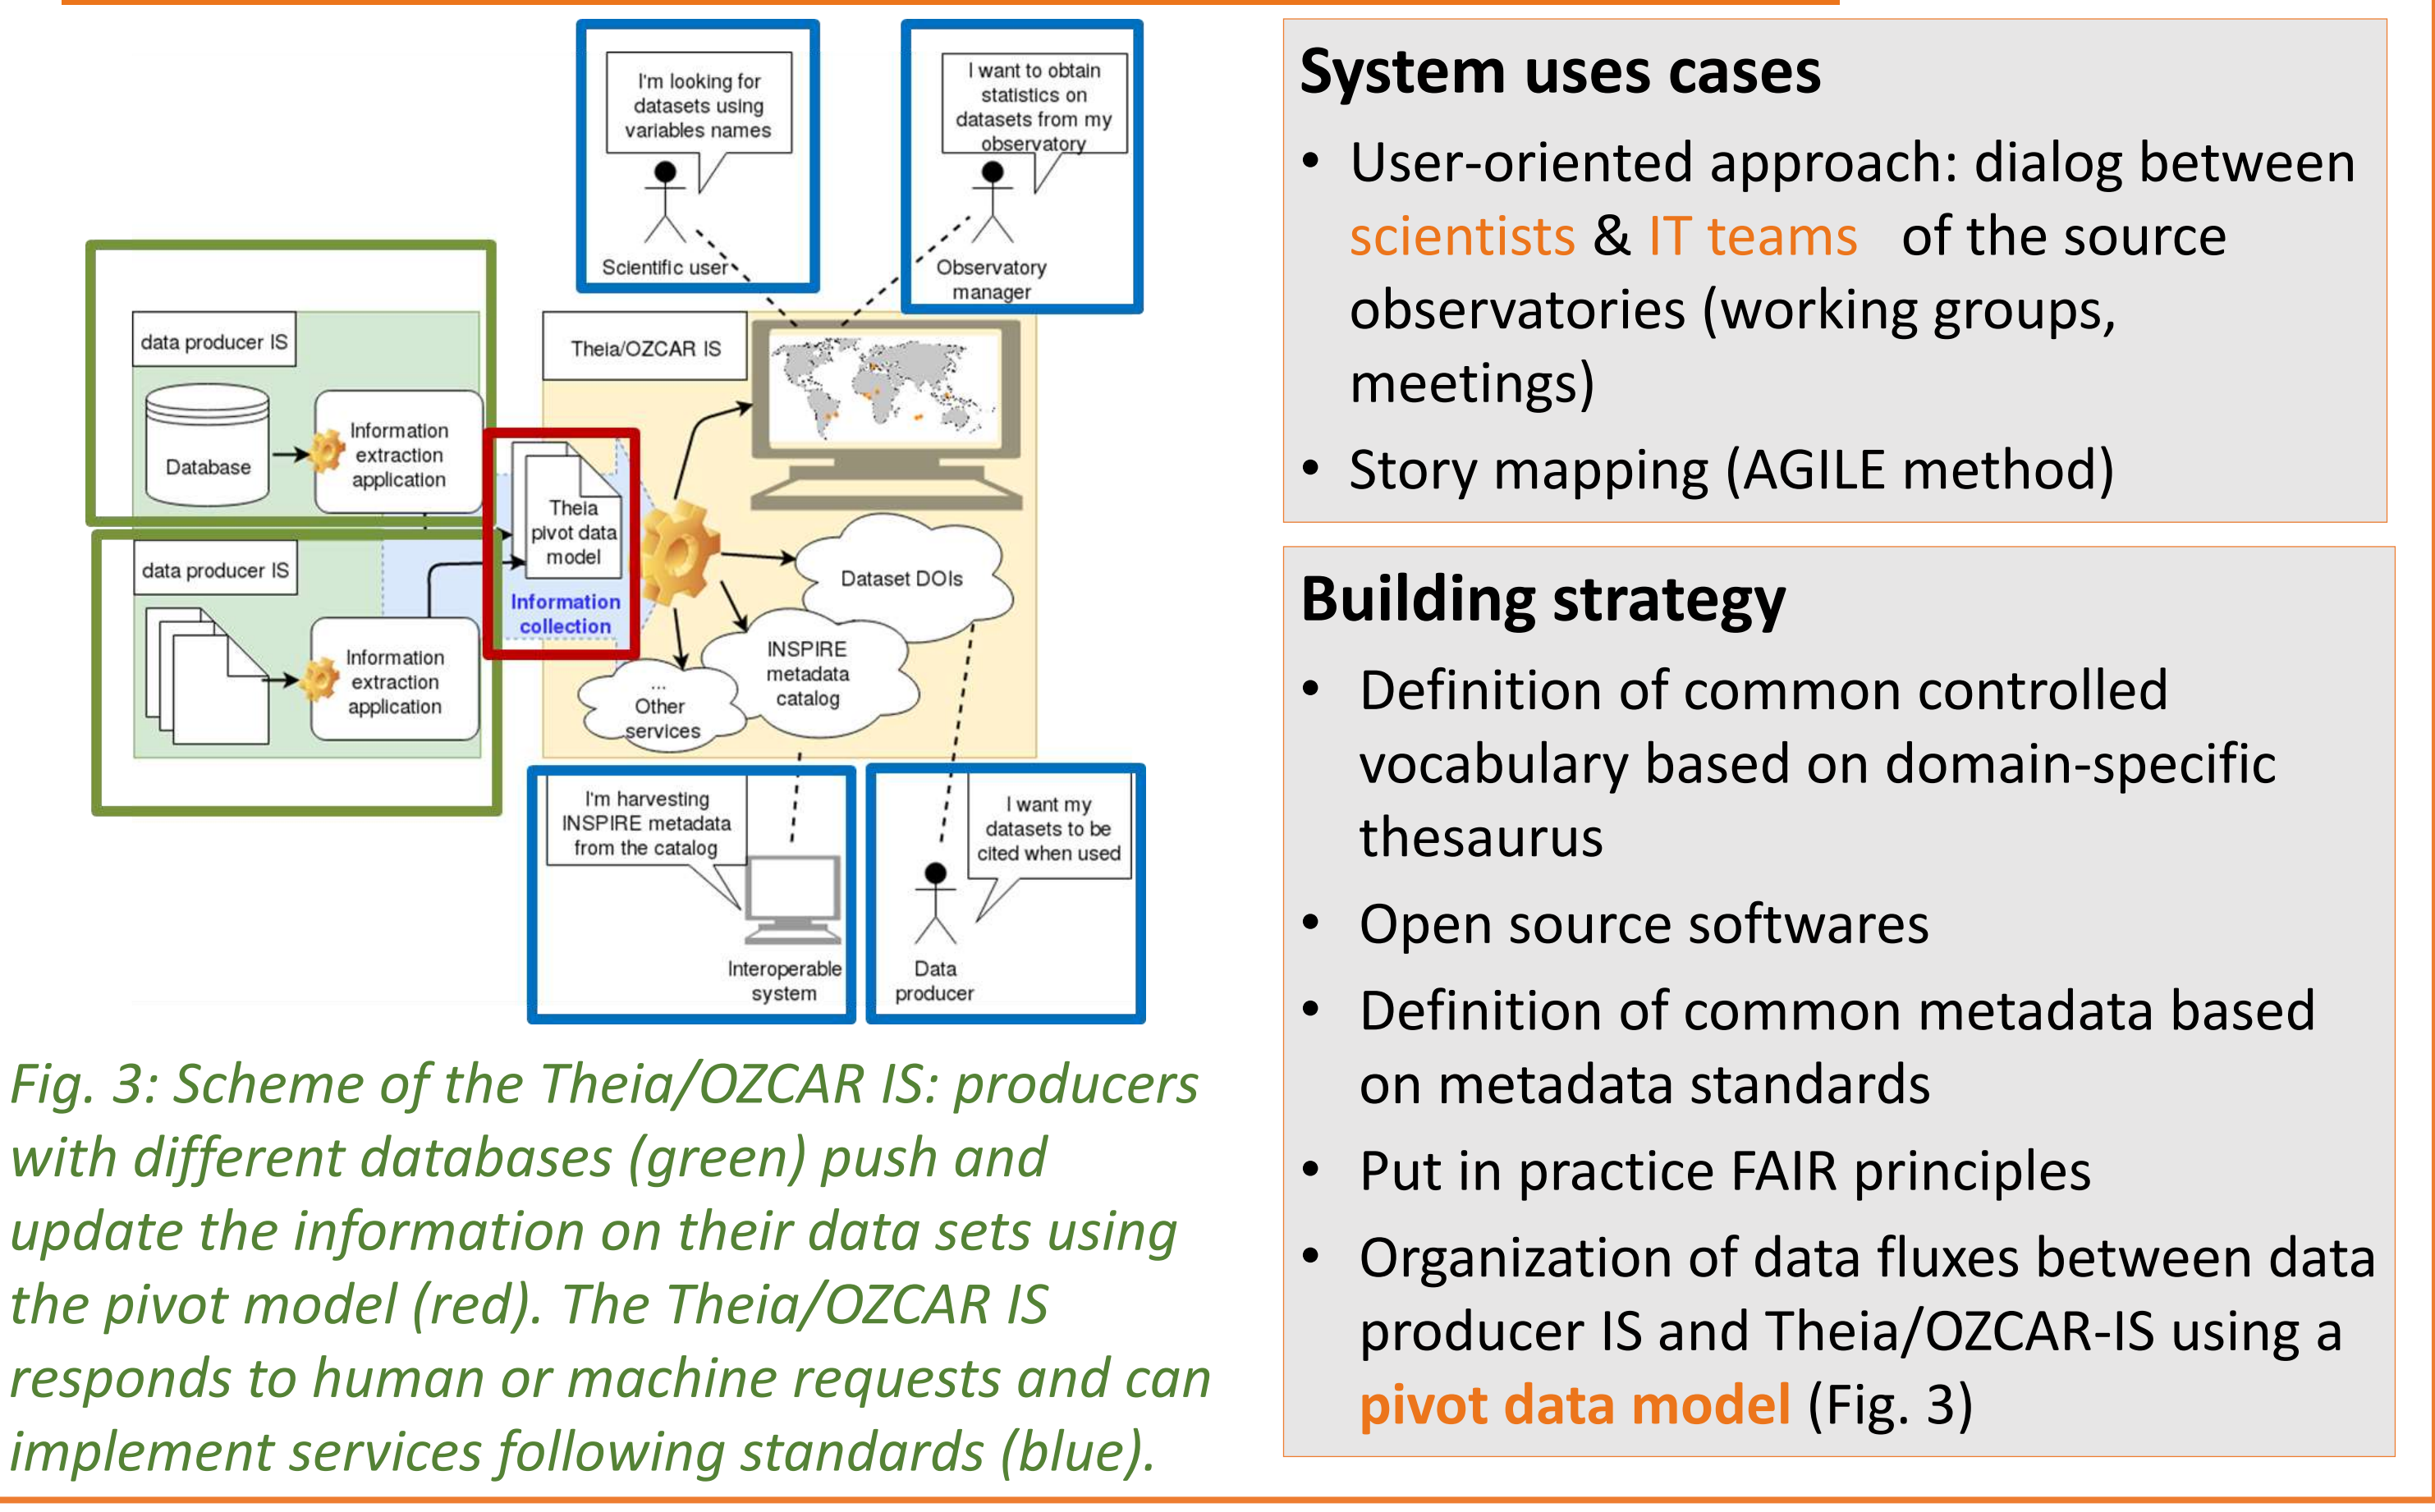 I'm looking for
datasets using
variables names
Scientific user
I want to obtain
statistics on
datasets from my
observatory
Observatory
manager
data producer IS
Database
Information
extraction
application
data producer IS
Information
extraction
application
Theia
pivot data
model
Information
collection
Theia/OZCAR IS
Dataset DOIs
INSPIRE
metadata
catalog
...
Other
services
I'm harvesting
INSPIRE metadata
from the catalog
Interoperable
system
I want my
datasets to be
cited when used
Data
producer
Fig. 3: Scheme of the Theia/OZCAR IS: producers
with different databases (green) push and
update the information on their data sets using
the pivot model (red). The Theia/OZCAR IS
responds to human or machine requests and can
implement services following standards (blue).
System uses cases
• User-oriented approach: dialog between
scientists & IT teams of the source
observatories (working groups,
meetings)
• Story mapping (AGILE method)
Building strategy
• Definition of common controlled
vocabulary based on domain-specific
thesaurus
• Open source softwares
• Definition of common metadata based
on metadata standards
• Put in practice FAIR principles
• Organization of data fluxes between data
producer IS and Theia/OZCAR-IS using a
pivot data model (Fig. 3)